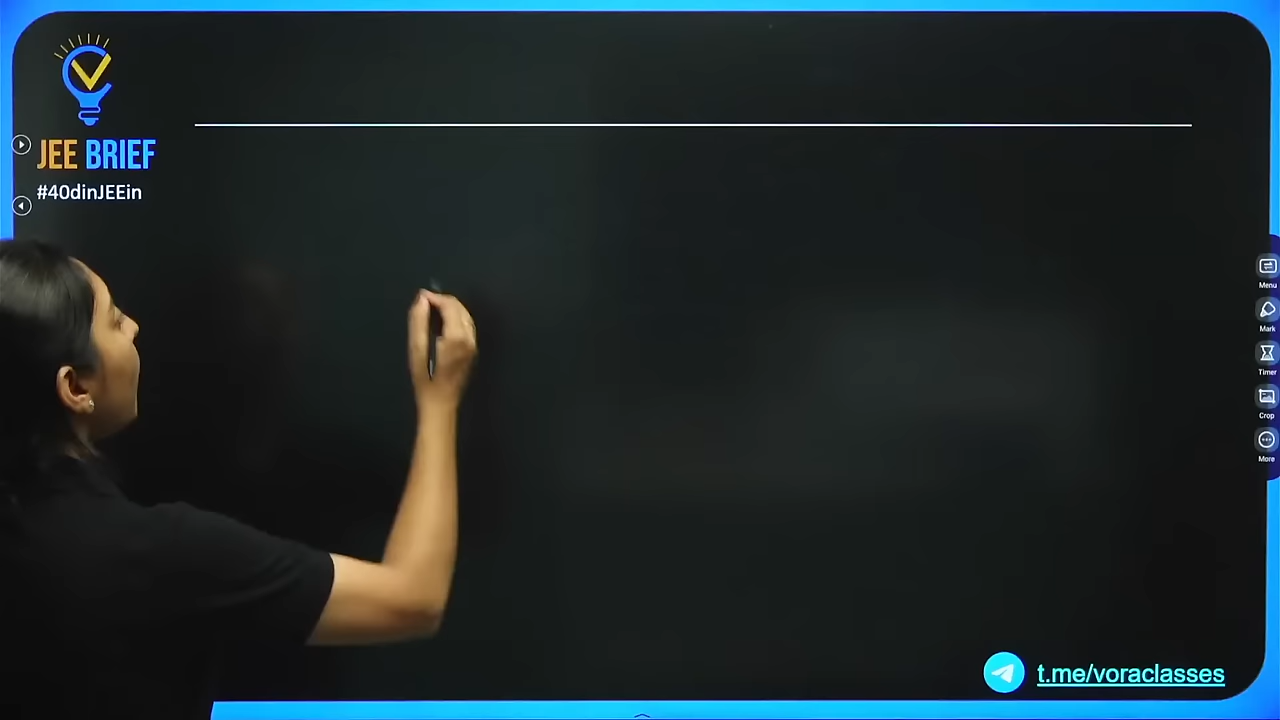 JEE BRIEF
#40dinJEEin
Menu
Mark
Timer
Crop
More
t.me/voraclasses